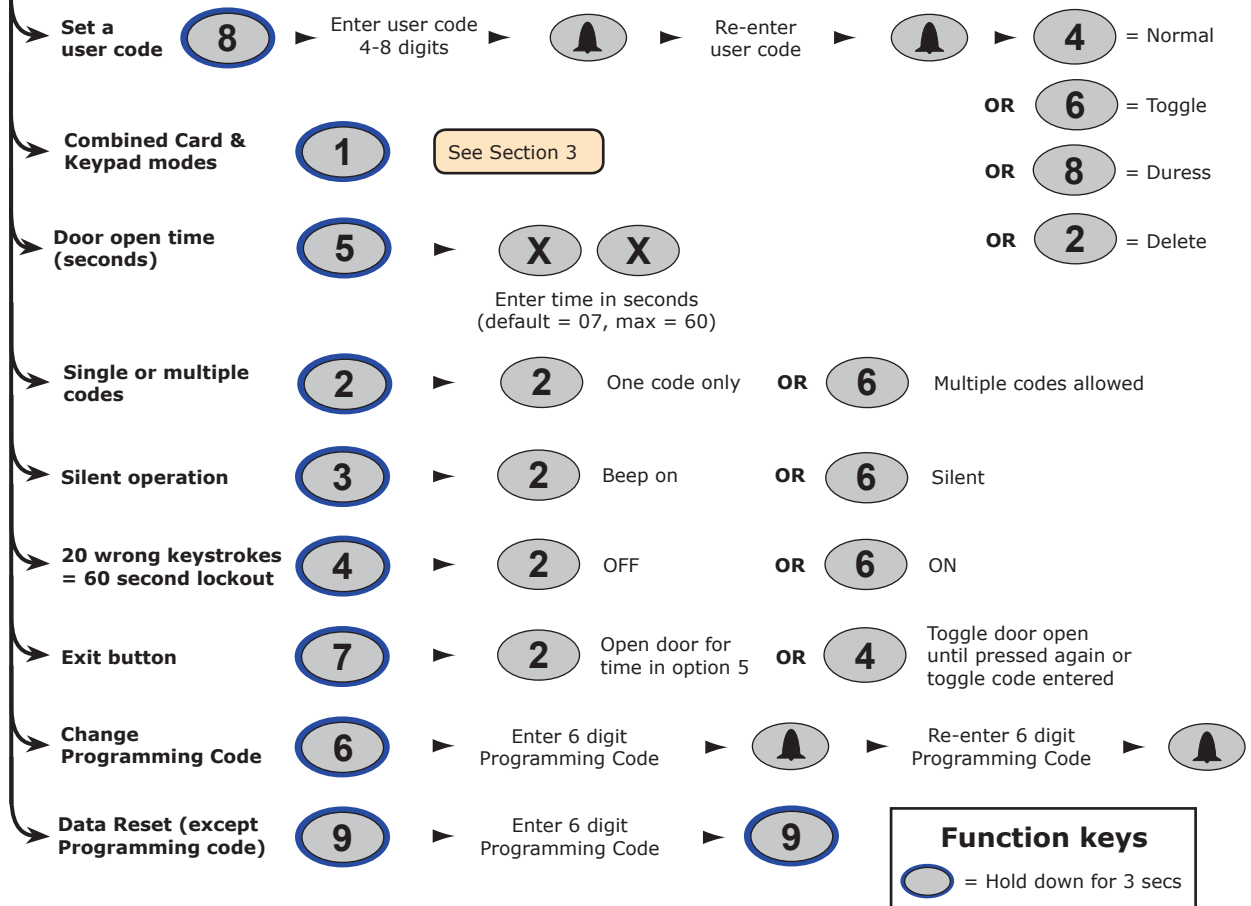 Set a
user code
8
Enter user code
4-8 digits
Re-enter
user code
4 = Normal
OR 6 = Toggle
OR 8 = Duress
OR 2 = Delete
Combined Card &
Keypad modes
1
See Section 3
Door open time
(seconds)
5
X X
Enter time in seconds
(default = 07, max = 60)
Single or multiple
codes
2
2 One code only OR 6 Multiple codes allowed
Silent operation 3 2 Beep on OR 6 Silent
20 wrong keystrokes
= 60 second lockout
4
2 OFF OR 6 ON
Exit button 7
2
Open door for
time in option 5
OR 4
Toggle door open
until pressed again or
toggle code entered
Change
Programming Code
6
Enter 6 digit
Programming Code
Re-enter 6 digit
Programming Code
Data Reset (except
Programming code)
9
Enter 6 digit
Programming Code
9
Function keys
= Hold down for 3 secs